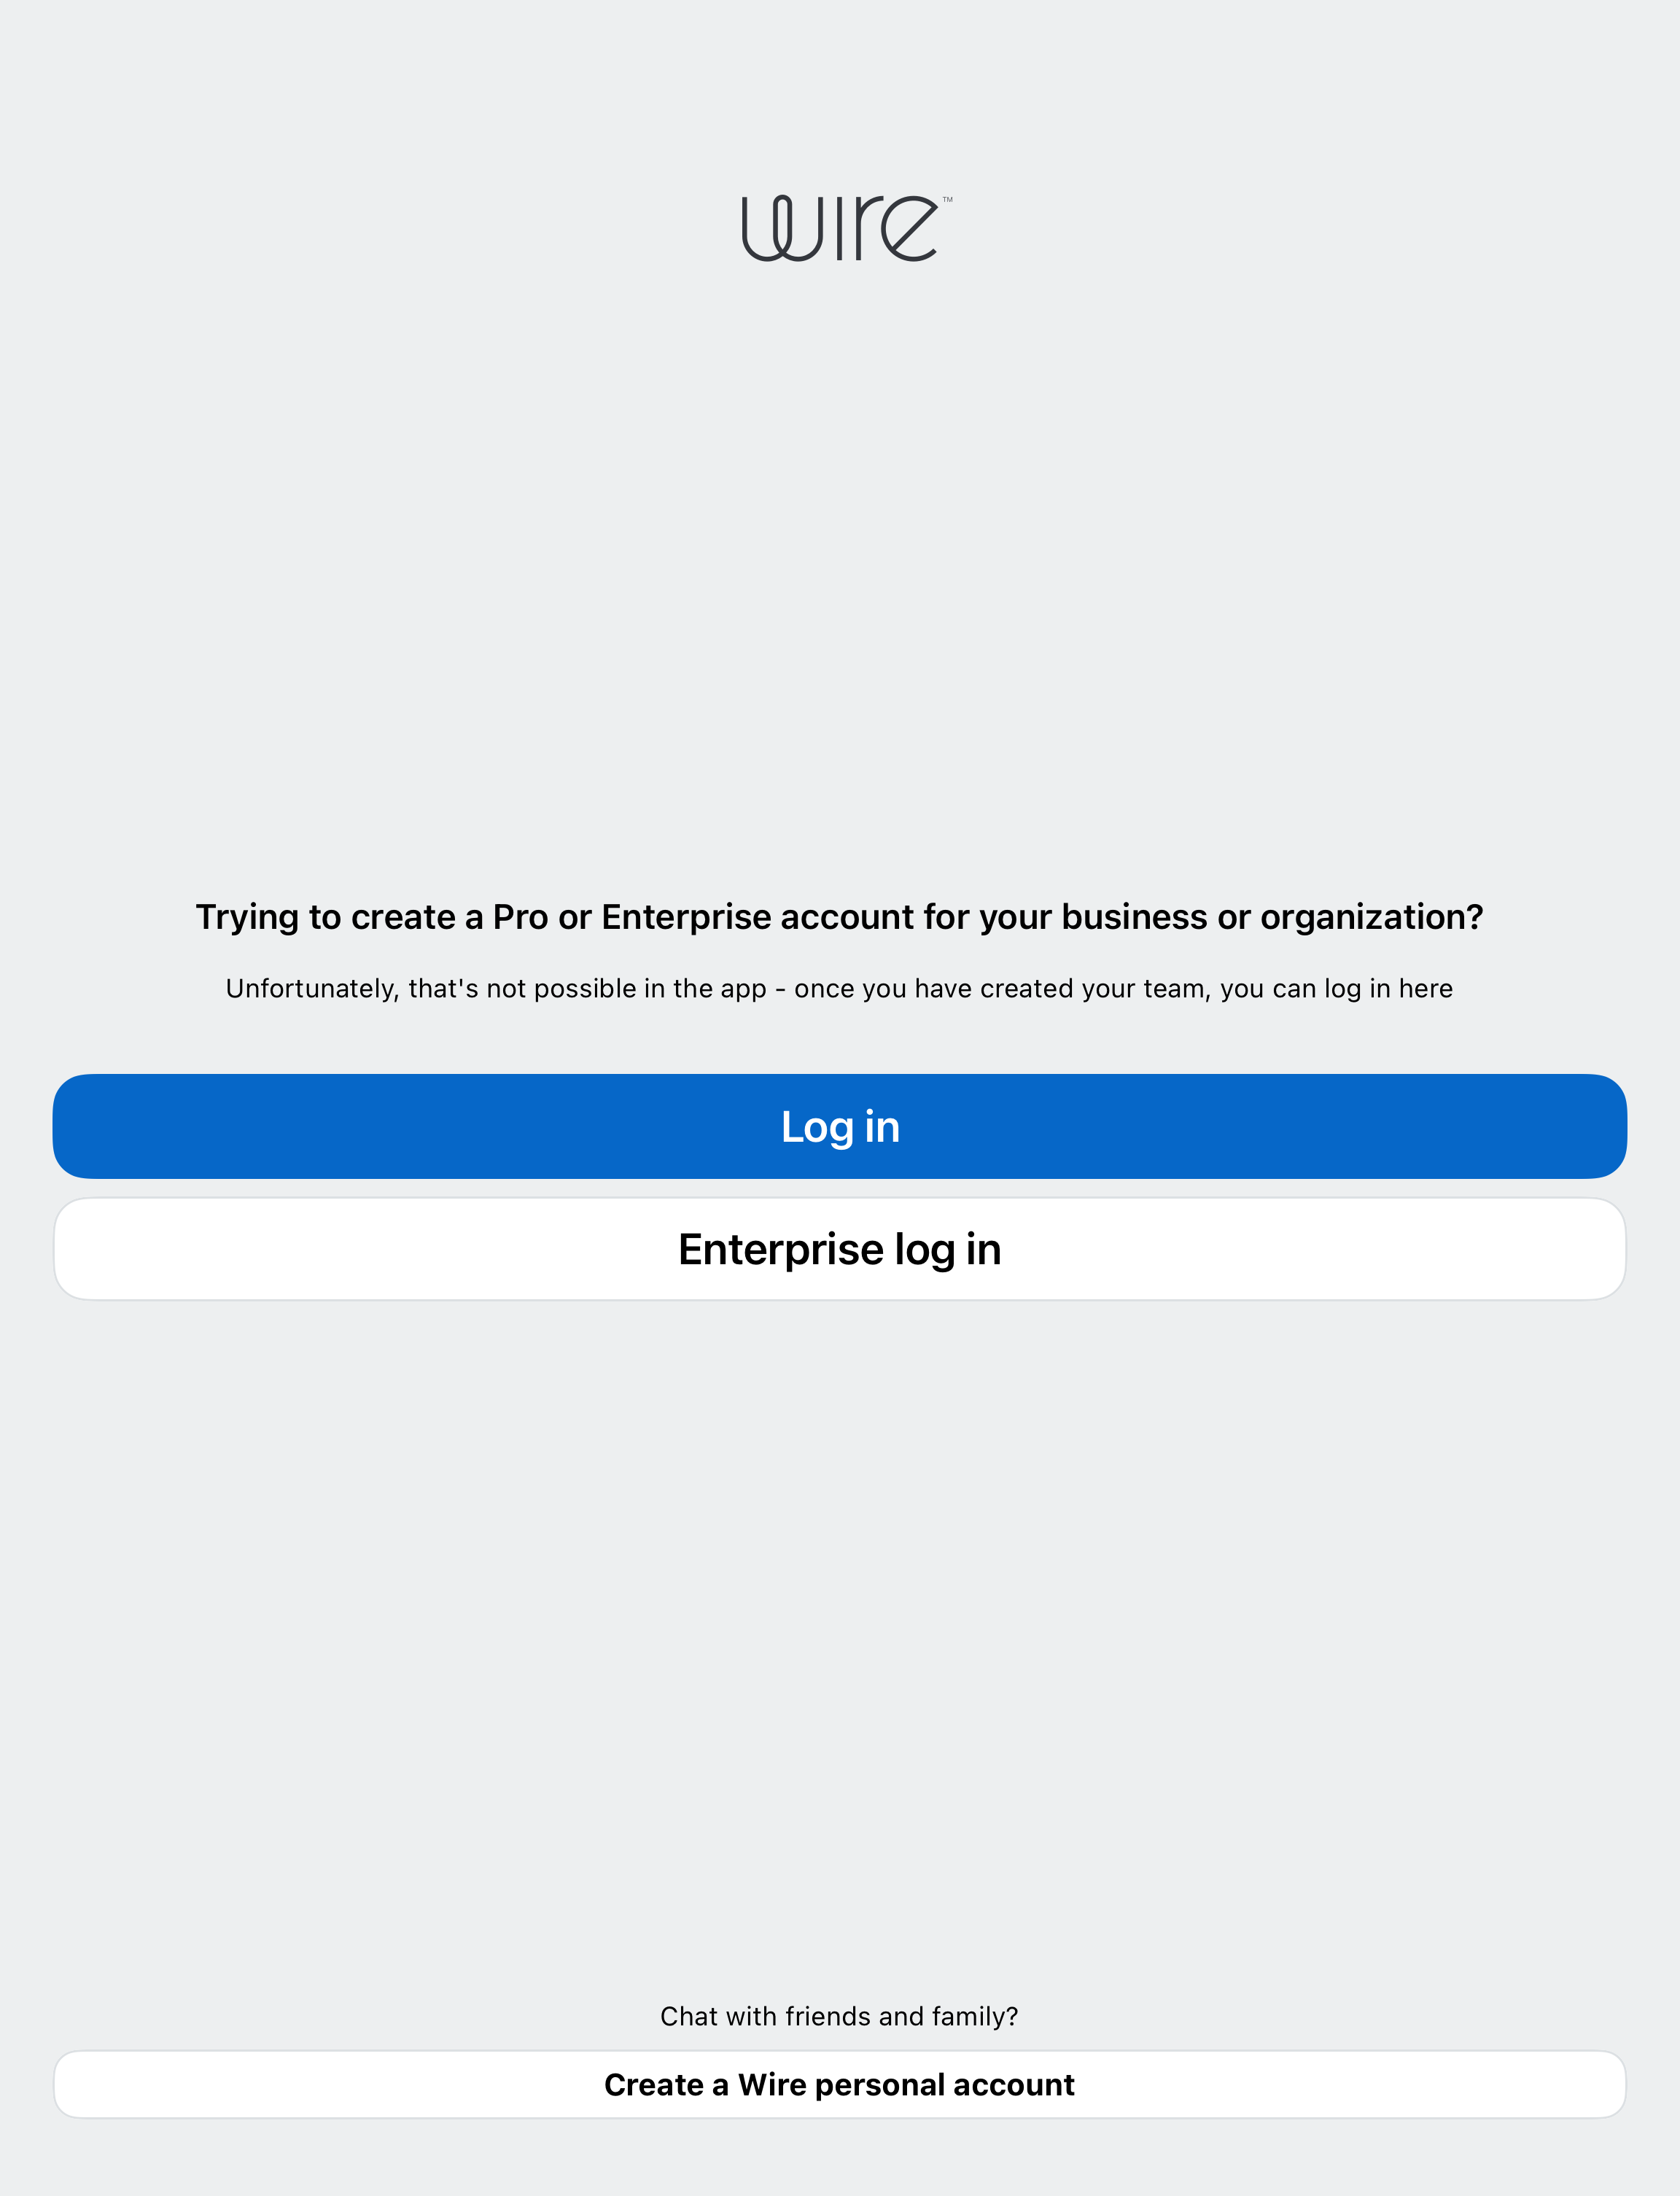 wire™
Trying to create a Pro or Enterprise account for your business or organization?
Unfortunately, that's not possible in the app - once you have created your team, you can log in here
Log in
Enterprise log in
Chat with friends and family?
Create a Wire personal account